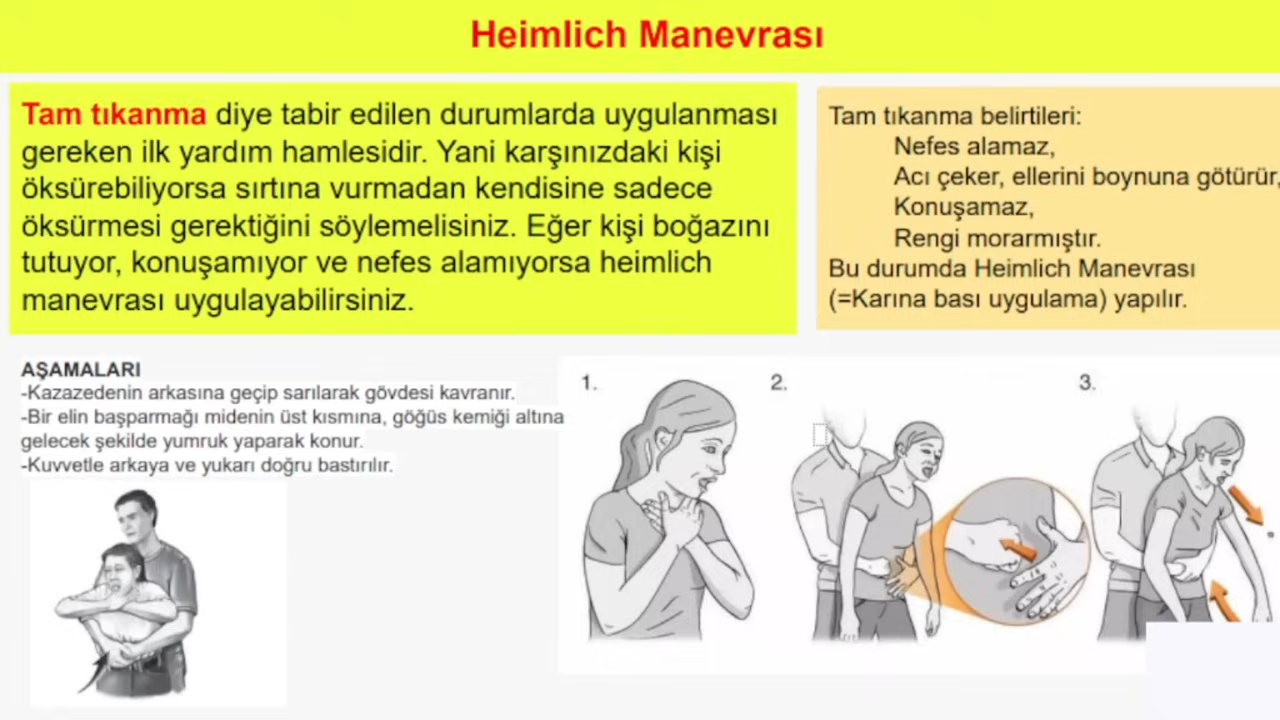 Heimlich Manevrası
Tam tıkanma diye tabir edilen durumlarda uygulanması
gereken ilk yardım hamlesidir. Yani karşınızdaki kişi
öksürebiliyorsa sırtına vurmadan kendisine sadece
öksürmesi gerektiğini söylemelisiniz. Eğer kişi boğazını
tutuyor, konuşamıyor ve nefes alamıyorsa heimlich
manevrası uygulayabilirsiniz.
Tam tıkanma belirtileri:
Nefes alamaz,
Acı çeker, ellerini boynuna götürür,
Konuşamaz,
Rengi morarmıştır.
Bu durumda Heimlich Manevrası
(=Karına bası uygulama) yapılır.
AŞAMALARI
-Kazazedenin arkasına geçip sarılarak gövdesi kavranır.
-Bir elin başparmağı midenin üst kısmına, göğüs kemiği altına
gelecek şekilde yumruk yaparak konur.
-Kuvvetle arkaya ve yukarı doğru bastırılır.
1.
2.
3.